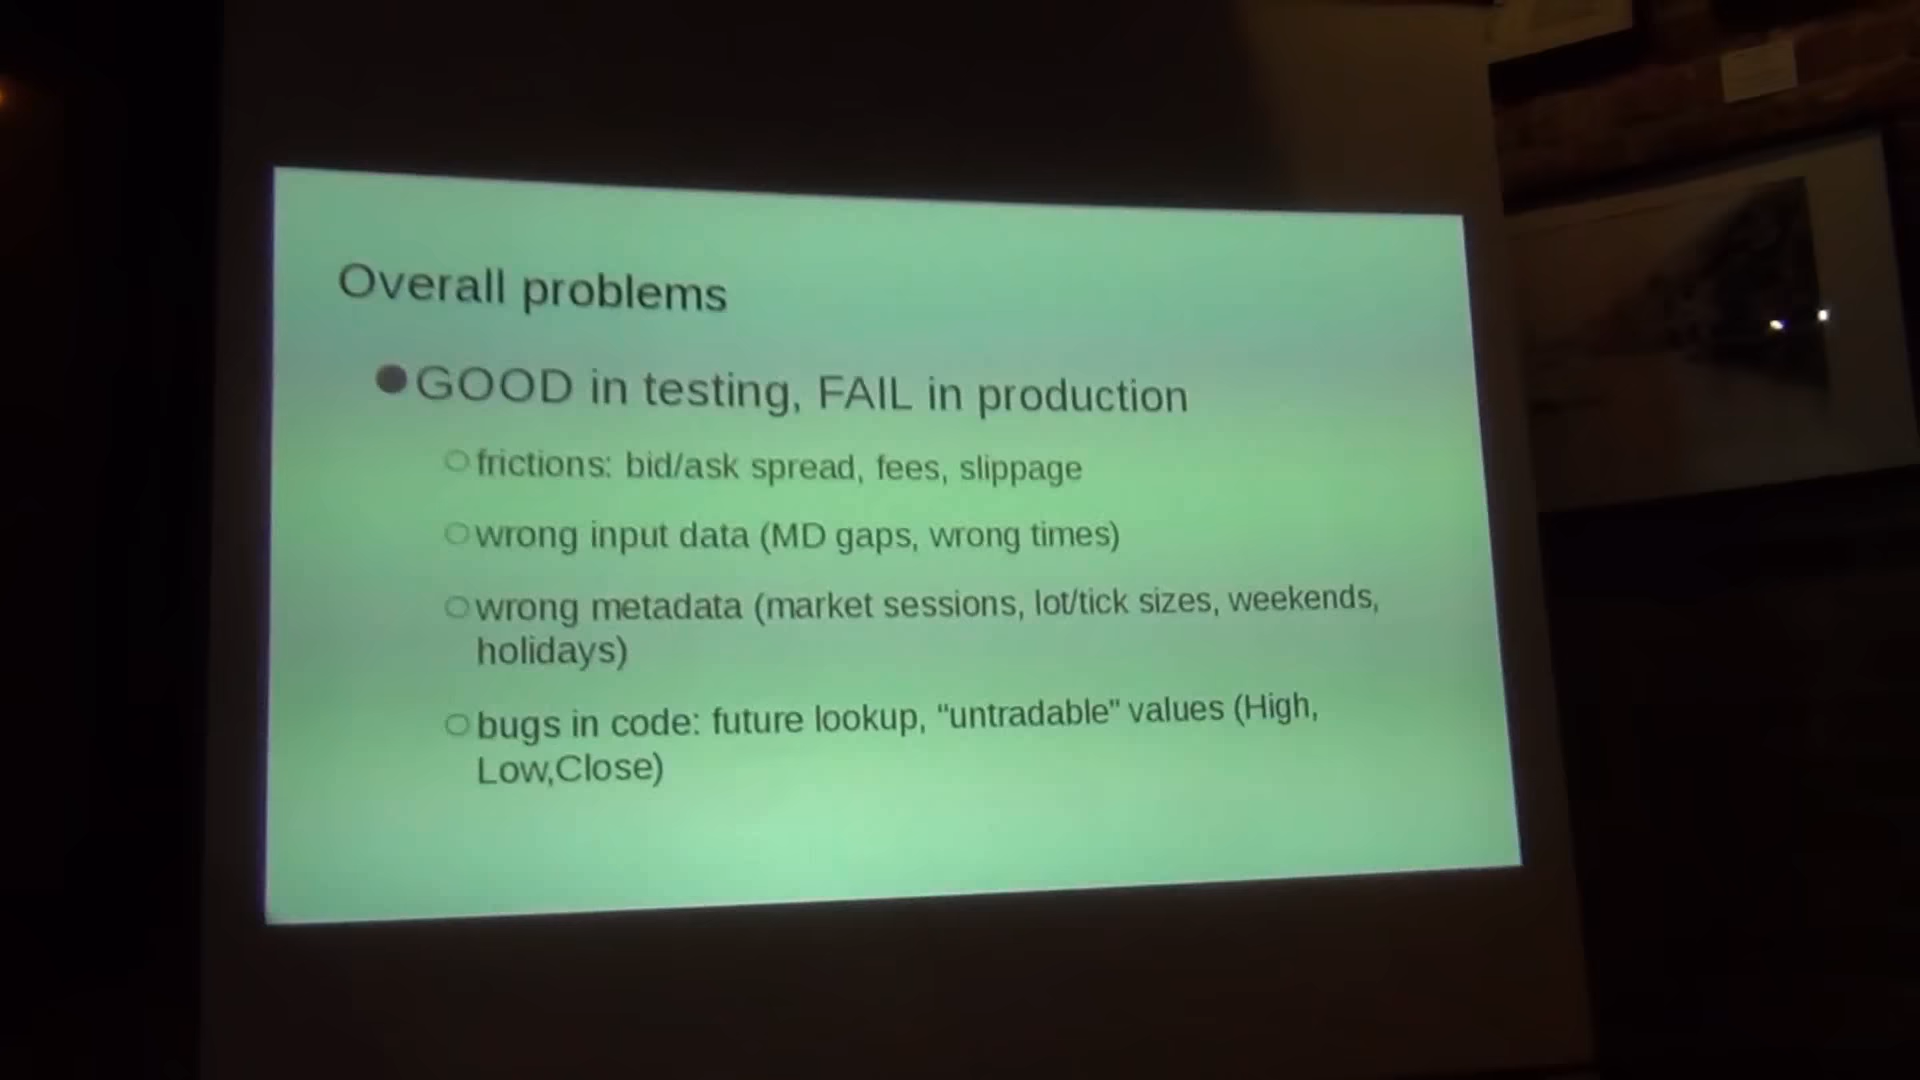 Overall problems
GOOD in testing, FAIL in production
frictions: bid/ask spread, fees, slippage
wrong input data (MD gaps, wrong times)
wrong metadata (market sessions, lot/tick sizes, weekends,
holidays)
bugs in code: future lookup, “untradable” values (High,
Low,Close)